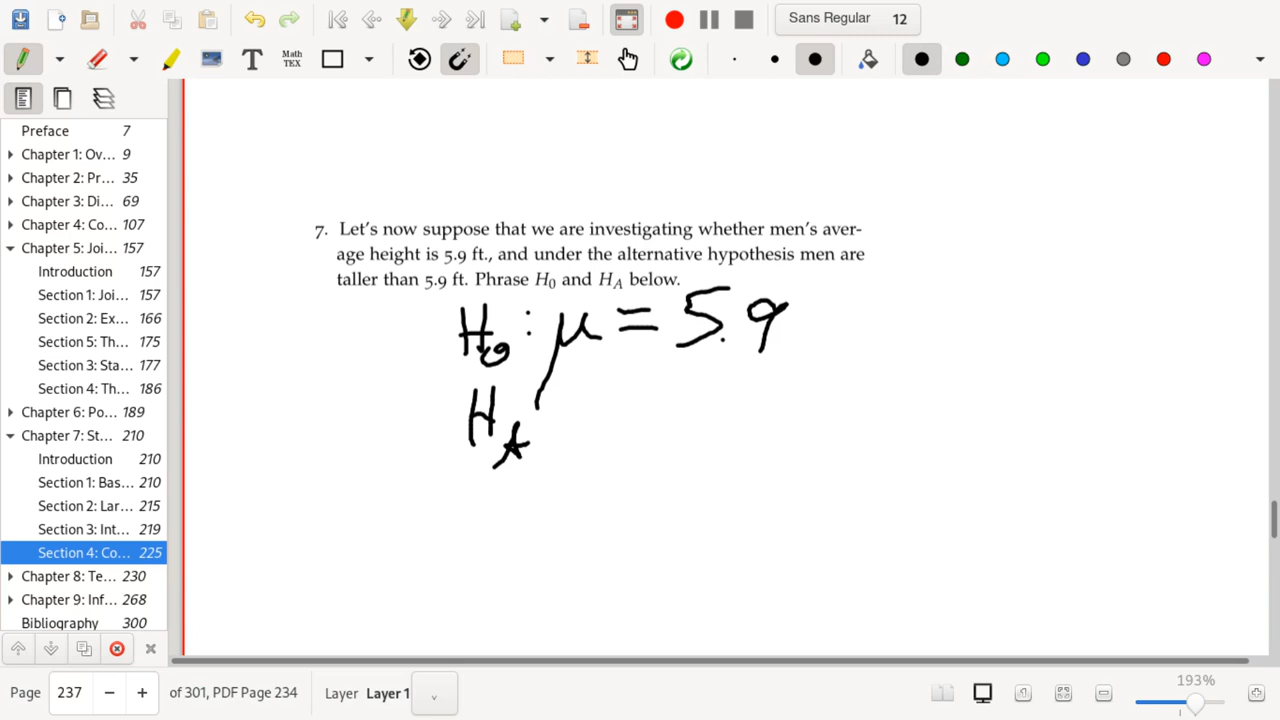 Sans Regular 12
T
Math
TEX
Preface 7
Chapter 1: Ov... 9
Chapter 2: Pr... 35
Chapter 3: Di... 69
Chapter 4: Co... 107
Chapter 5: Joi... 157
Introduction 157
Section 1: Joi... 157
Section 2: Ex... 166
Section 5: Th... 175
Section 3: Sta... 177
Section 4: Th... 186
Chapter 6: Po... 189
Chapter 7: St... 210
Introduction 210
Section 1: Bas... 210
Section 2: Lar... 215
Section 3: Int... 219
Section 4: Co... 225
Chapter 8: Te... 230
Chapter 9: Inf... 268
Bibliography 300
7. Let's now suppose that we are investigating whether men's aver-
age height is 5.9 ft., and under the alternative hypothesis men are
taller than 5.9 ft. Phrase H0 and HA below.
H0 : μ = 5.9
HA
Page 237 of 301, PDF Page 234
Layer Layer 1
193%